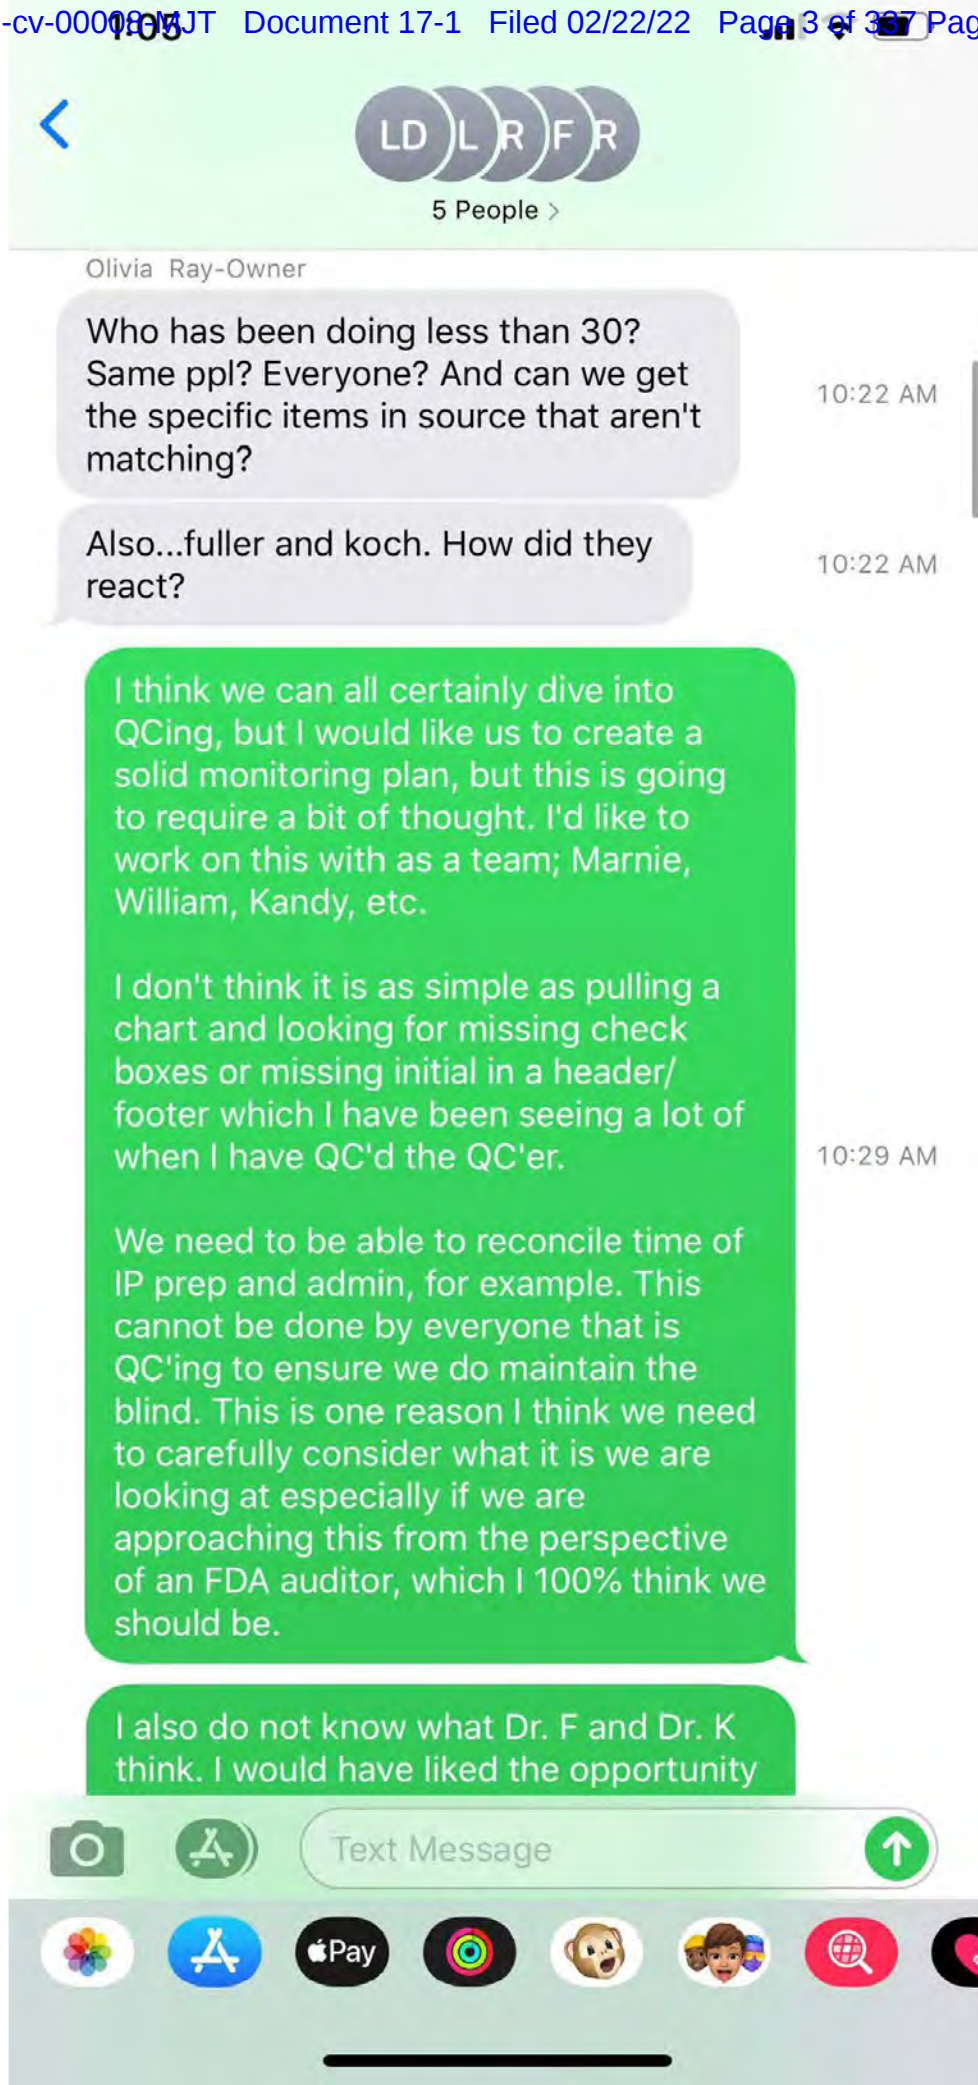 -cv-00008-MJT Document 17-1 Filed 02/22/22 Page 3 of 337 Pag
1:05
LD L R F R
5 People >
Olivia Ray-Owner
Who has been doing less than 30?
Same ppl? Everyone? And can we get
the specific items in source that aren't
matching?
10:22 AM
Also...fuller and koch. How did they
react?
10:22 AM
I think we can all certainly dive into
QCing, but I would like us to create a
solid monitoring plan, but this is going
to require a bit of thought. I'd like to
work on this with as a team; Marnie,
William, Kandy, etc.
I don't think it is as simple as pulling a
chart and looking for missing check
boxes or missing initial in a header/
footer which I have been seeing a lot of
when I have QC'd the QC'er.
10:29 AM
We need to be able to reconcile time of
IP prep and admin, for example. This
cannot be done by everyone that is
QC'ing to ensure we do maintain the
blind. This is one reason I think we need
to carefully consider what it is we are
looking at especially if we are
approaching this from the perspective
of an FDA auditor, which I 100% think we
should be.
I also do not know what Dr. F and Dr. K
think. I would have liked the opportunity
Text Message
Pay